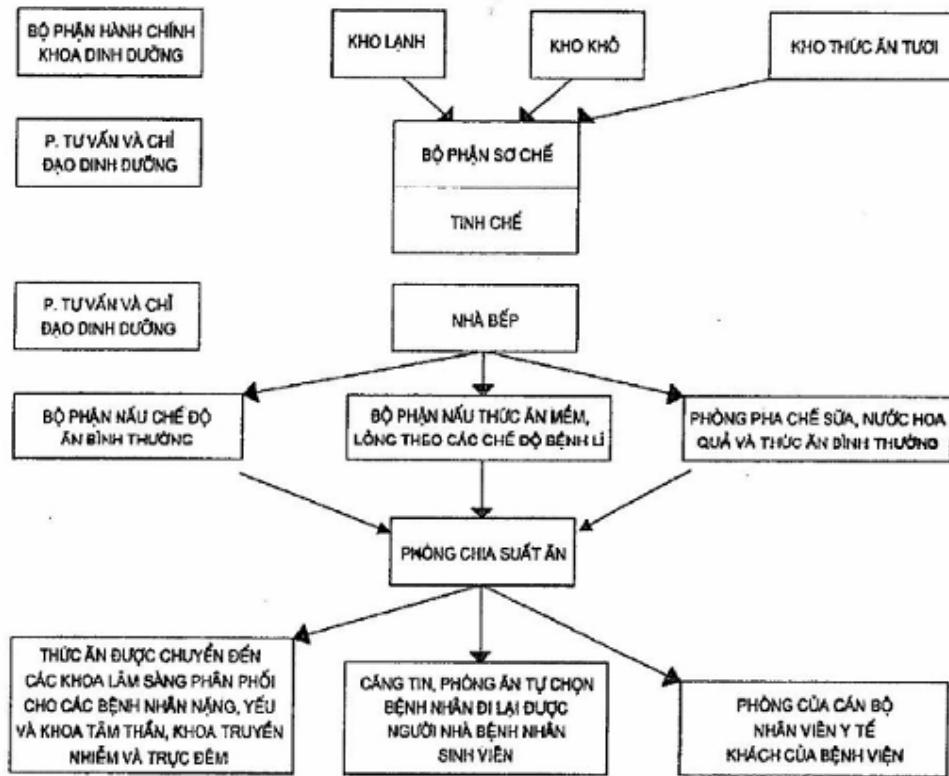 BỘ PHẬN HÀNH CHÍNH
KHOA DINH DƯỠNG
KHO LẠNH
KHO KHÔ
KHO THỨC ĂN TƯƠI
P. TƯ VẤN VÀ CHỈ
ĐẠO DINH DƯỠNG
BỘ PHẬN SƠ CHẾ
TINH CHẾ
P. TƯ VẤN VÀ CHỈ
ĐẠO DINH DƯỠNG
NHÀ BẾP
BỘ PHẬN NẤU CHẾ ĐỘ
ĂN BÌNH THƯỜNG
BỘ PHẬN NẤU THỨC ĂN MỀM,
LỎNG THEO CÁC CHẾ ĐỘ BỆNH LÍ
PHÒNG PHA CHẾ SỮA, NƯỚC HOA
QUẢ VÀ THỨC ĂN BÌNH THƯỜNG
PHÒNG CHIA SUẤT ĂN
THỨC ĂN ĐƯỢC CHUYỂN ĐẾN
CÁC KHOA LÂM SÀNG PHÂN PHỐI
CHO CÁC BỆNH NHÂN NẶNG, YẾU
VÀ KHOA TÂM THẦN, KHOA TRUYỀN
NHIỄM VÀ TRỰC ĐÊM
CĂNG TIN, PHÒNG ĂN TỰ CHỌN
BỆNH NHÂN ĐI LẠI ĐƯỢC
NGƯỜI NHÀ BỆNH NHÂN
SINH VIÊN
PHÒNG CỦA CÁN BỘ
NHÂN VIÊN Y TẾ
KHÁCH CỦA BỆNH VIỆN